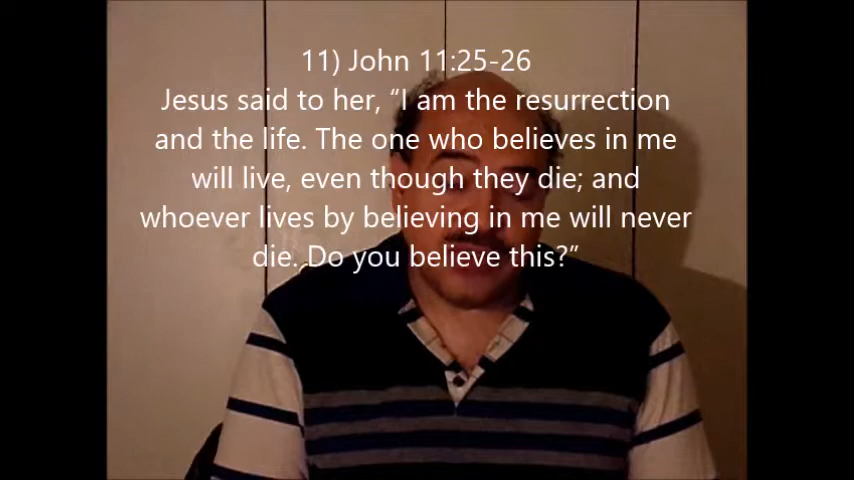 11) John 11:25-26
Jesus said to her, “I am the resurrection
and the life. The one who believes in me
will live, even though they die; and
whoever lives by believing in me will never
die. Do you believe this?”